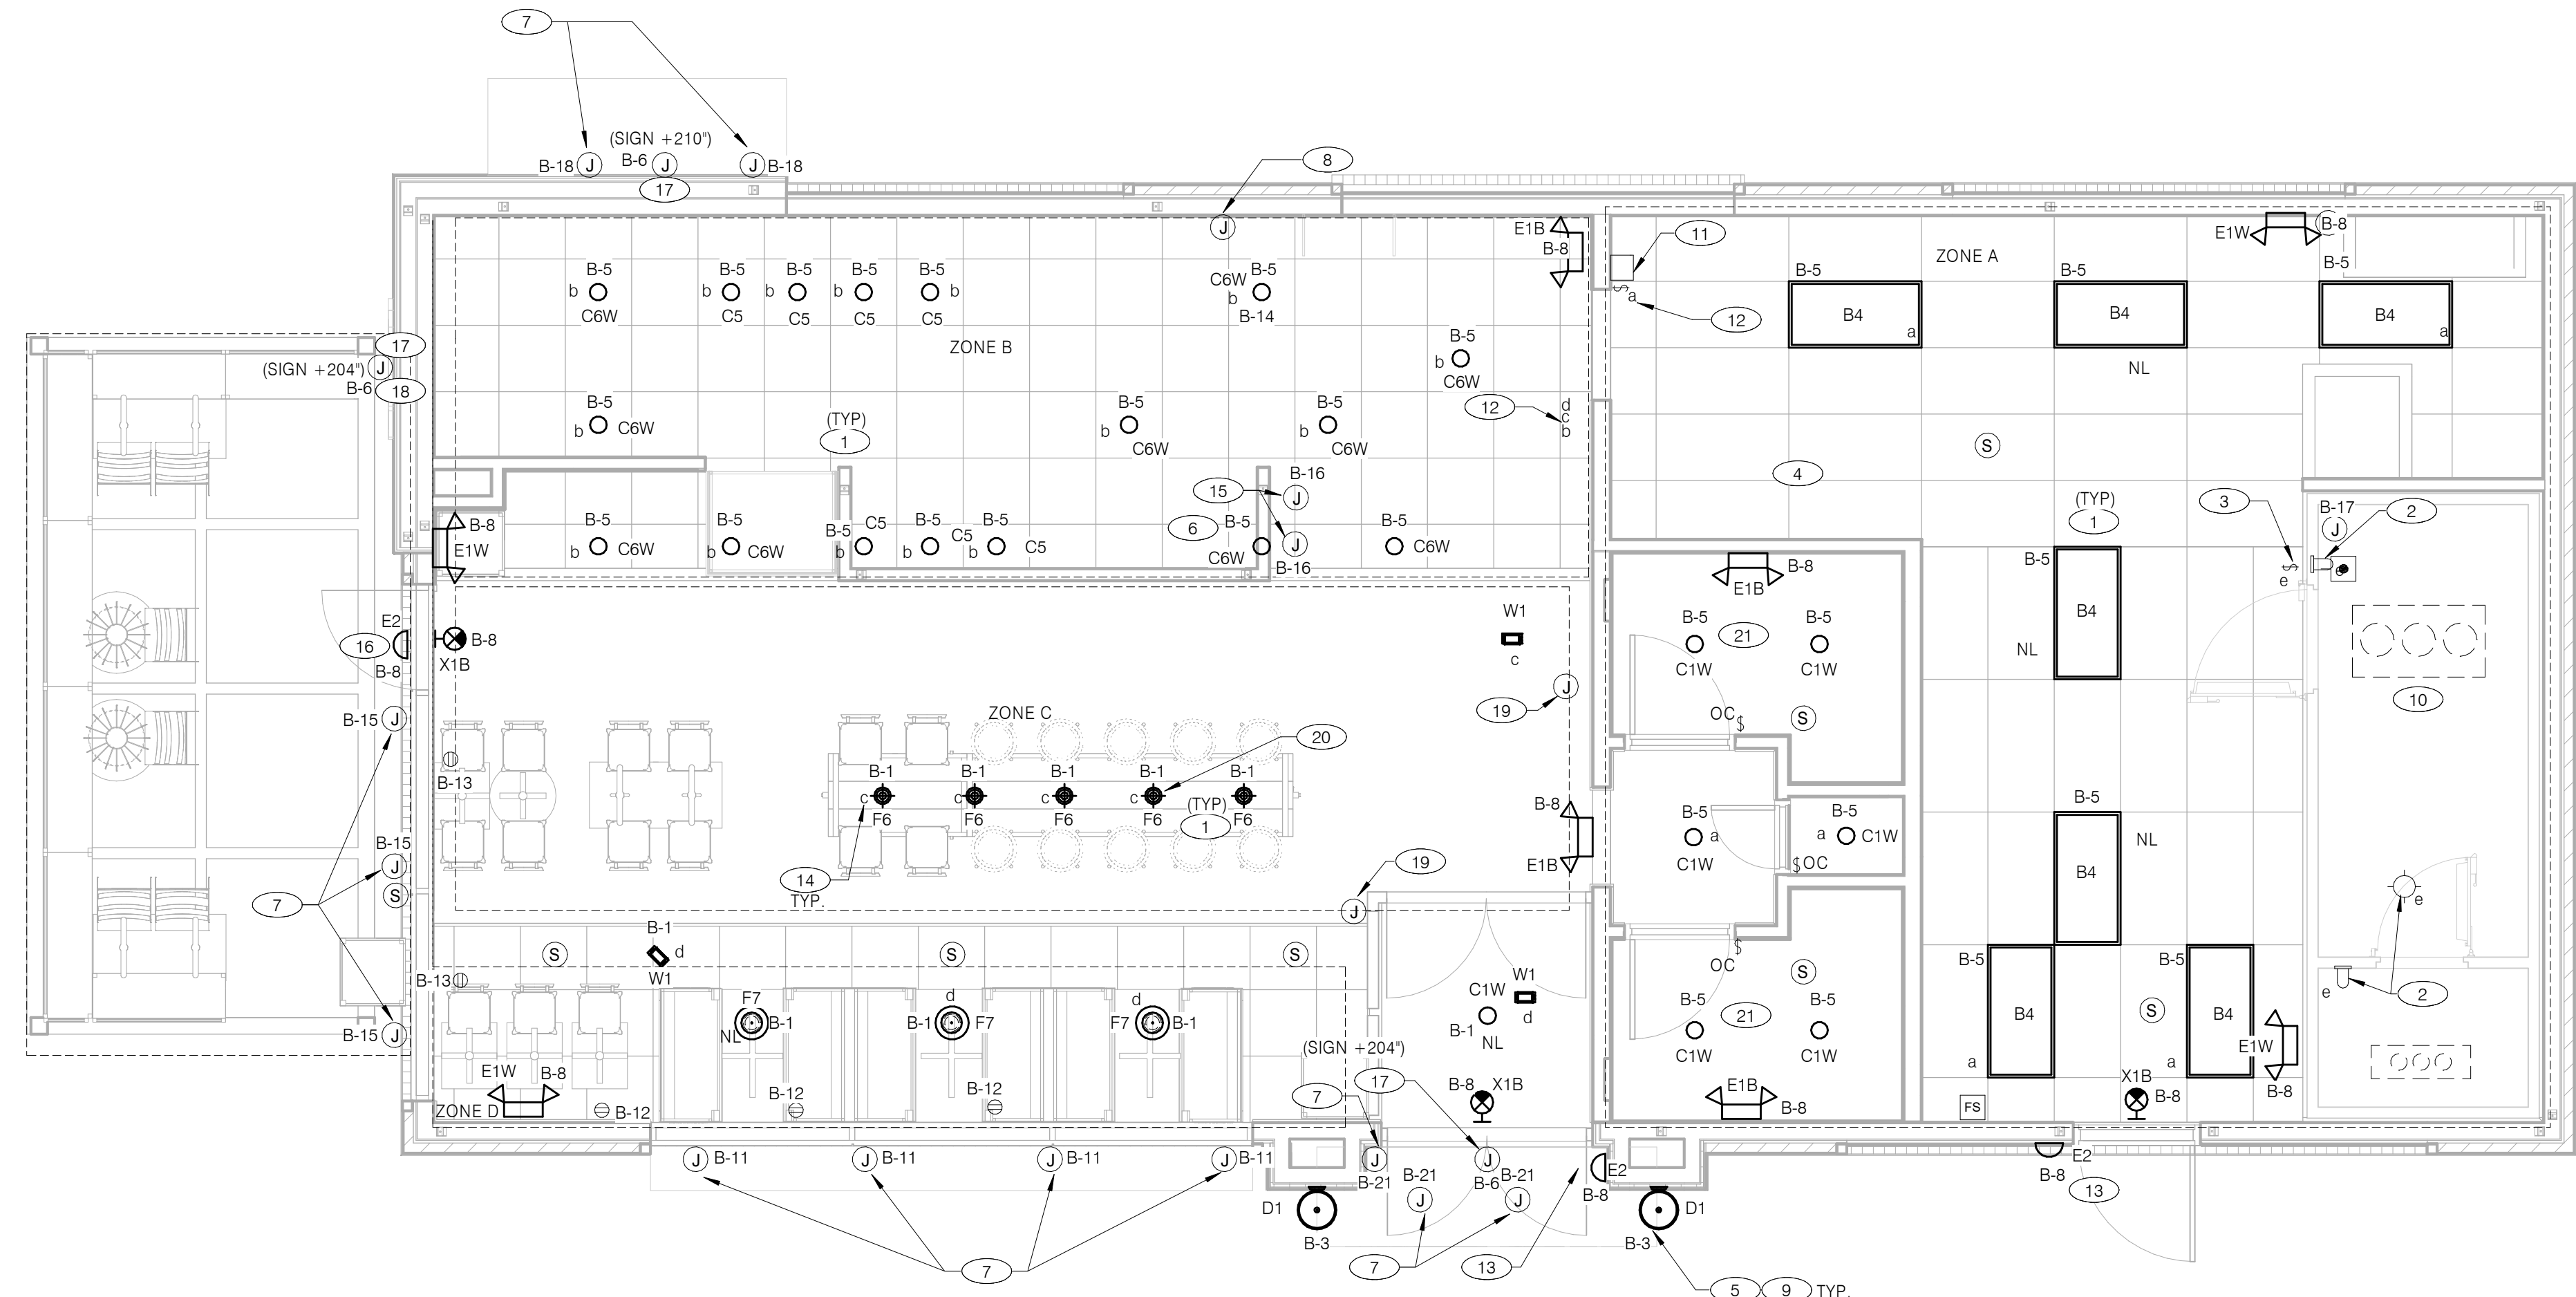 7
(SIGN +210")
B-18 J B-6 J J B-18
17
8
J
E1B
B-8
11
ZONE A
E1W
B-8
B-5
B-5 B-5 B-5 B-5 B-5 B-5
b b b b b C6W b
C6W C5 C5 C5 C5 B-14
$
a
12
B-5 B-5
B4 B4 B4
a a
NL
17
(SIGN +204") J
B-6 18
ZONE B
B-5
b
C6W
B-5 B-5 B-5
b C6W b C6W b C6W
(TYP)
1
12
d
c
b
S
4
15
B-16
J
6
J
B-16
B-8
E1W
B-5 B-5 B-5 C5 B-5 B-5 B-5
b C6W b C6W b b C5 b C5 C6W C6W
(TYP)
1
3
B-17
J
2
$
e
B-5
B4
NL
E1B
B-8
B-5 21 B-5
C1W C1W
E2
16
B-8
B-8
X1B
W1
c
10
J
19
B-15 J
ZONE C
OC $
S
20
B-13
B-1 B-1 B-1 B-1 B-1
c c c c
F6 F6 F6 F6 F6
(TYP)
1
B-8
E1B
B-5
a
C1W
B-5
a C1W
$ OC
B-5
B4
NL
B-15
J
S
7
14
TYP.
19
J
e
B-1
d
W1
S S S
B-13
$
OC
S
W1
d
C1W
B-1
NL
B-5 21 B-5
C1W C1W
B-5 B-5
B4 B4
a a
S
E1W
B-8
e
2
B-15 J
F7
B-1
NL
d
B-1 F7
d
F7 B-1
(SIGN +204")
17
7
B-8 X1B
E1B
B-8
FS
X1B
B-8
ZONE D
E1W B-8
B-12 B-12 B-12
J B-11 J B-11 J B-11 J B-11
J
B-21
J
B-6
B-21 B-21
J J
E2
B-8
E2
B-8
13
D1
B-3
D1
B-3
7
7
13
5 9 TYP.